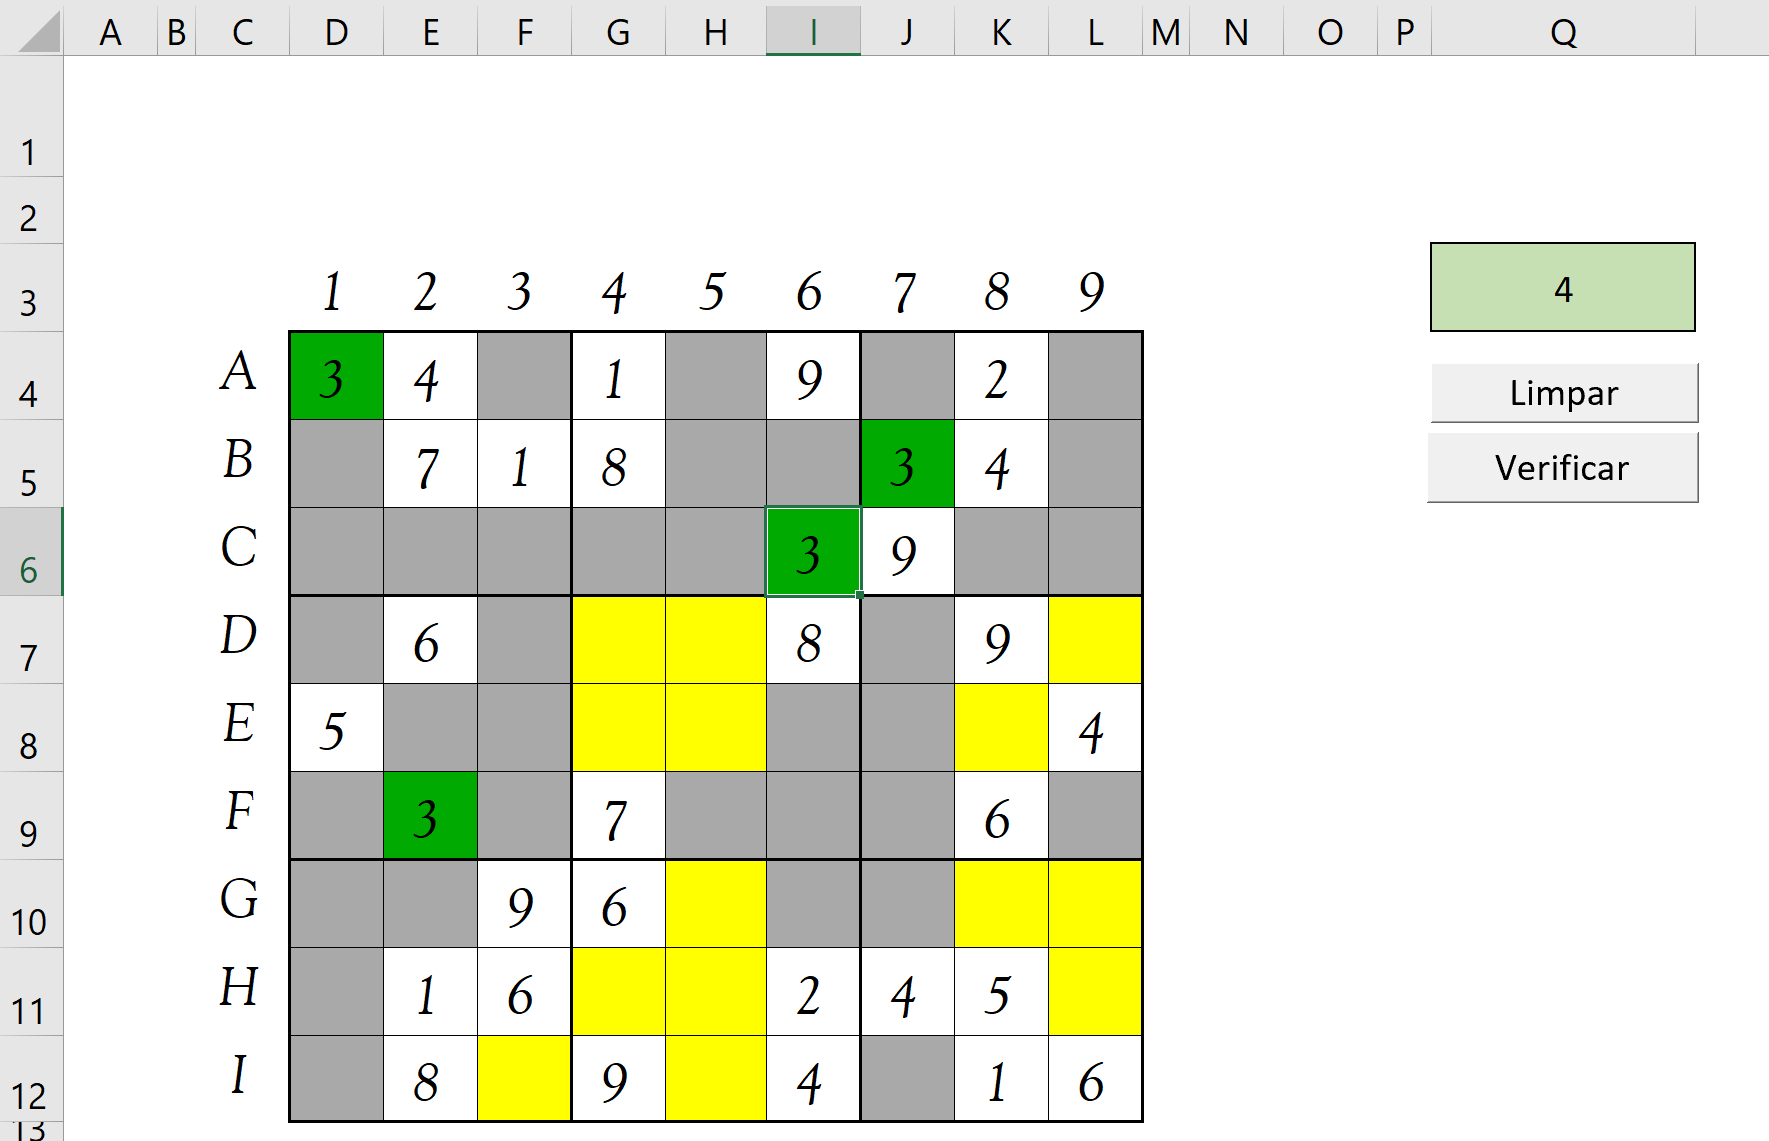 A B C D E F G H I J K L M N O P Q
1
2
3 1 2 3 4 5 6 7 8 9 4
4 A 3 4 1 9 2 Limpar
5 B 7 1 8 3 4 Verificar
6 C 3 9
7 D 6 8 9
8 E 5 4
9 F 3 7 6
10 G 9 6
11 H 1 6 2 4 5
12 I 8 9 4 1 6
13